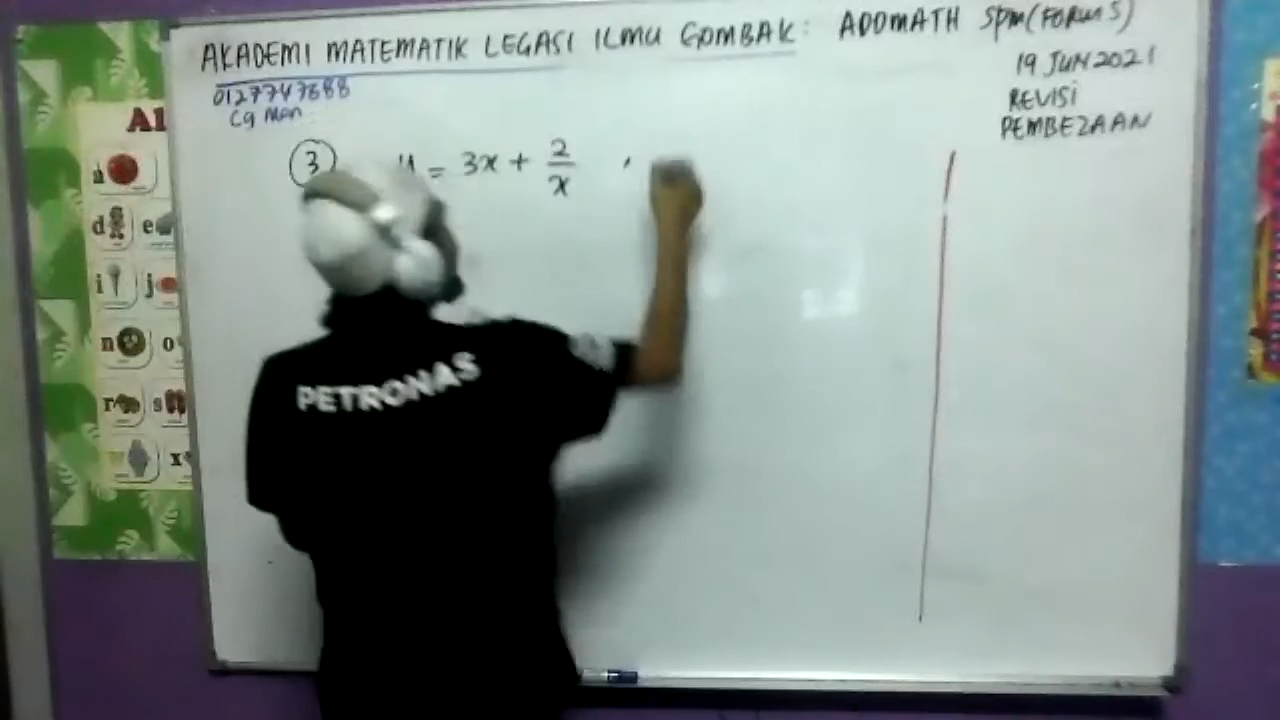 AKADEMI MATEMATIK LEGASI ILMU GOMBAK: ADDMATH SPM (FORM 5)
0127747688
Cg Man
19 JUN 2021
REVISI
PEMBEZAAN
3 y = 3x + 2/x ,
PETRONAS
A1
a
d e
i j
n o
r s
x